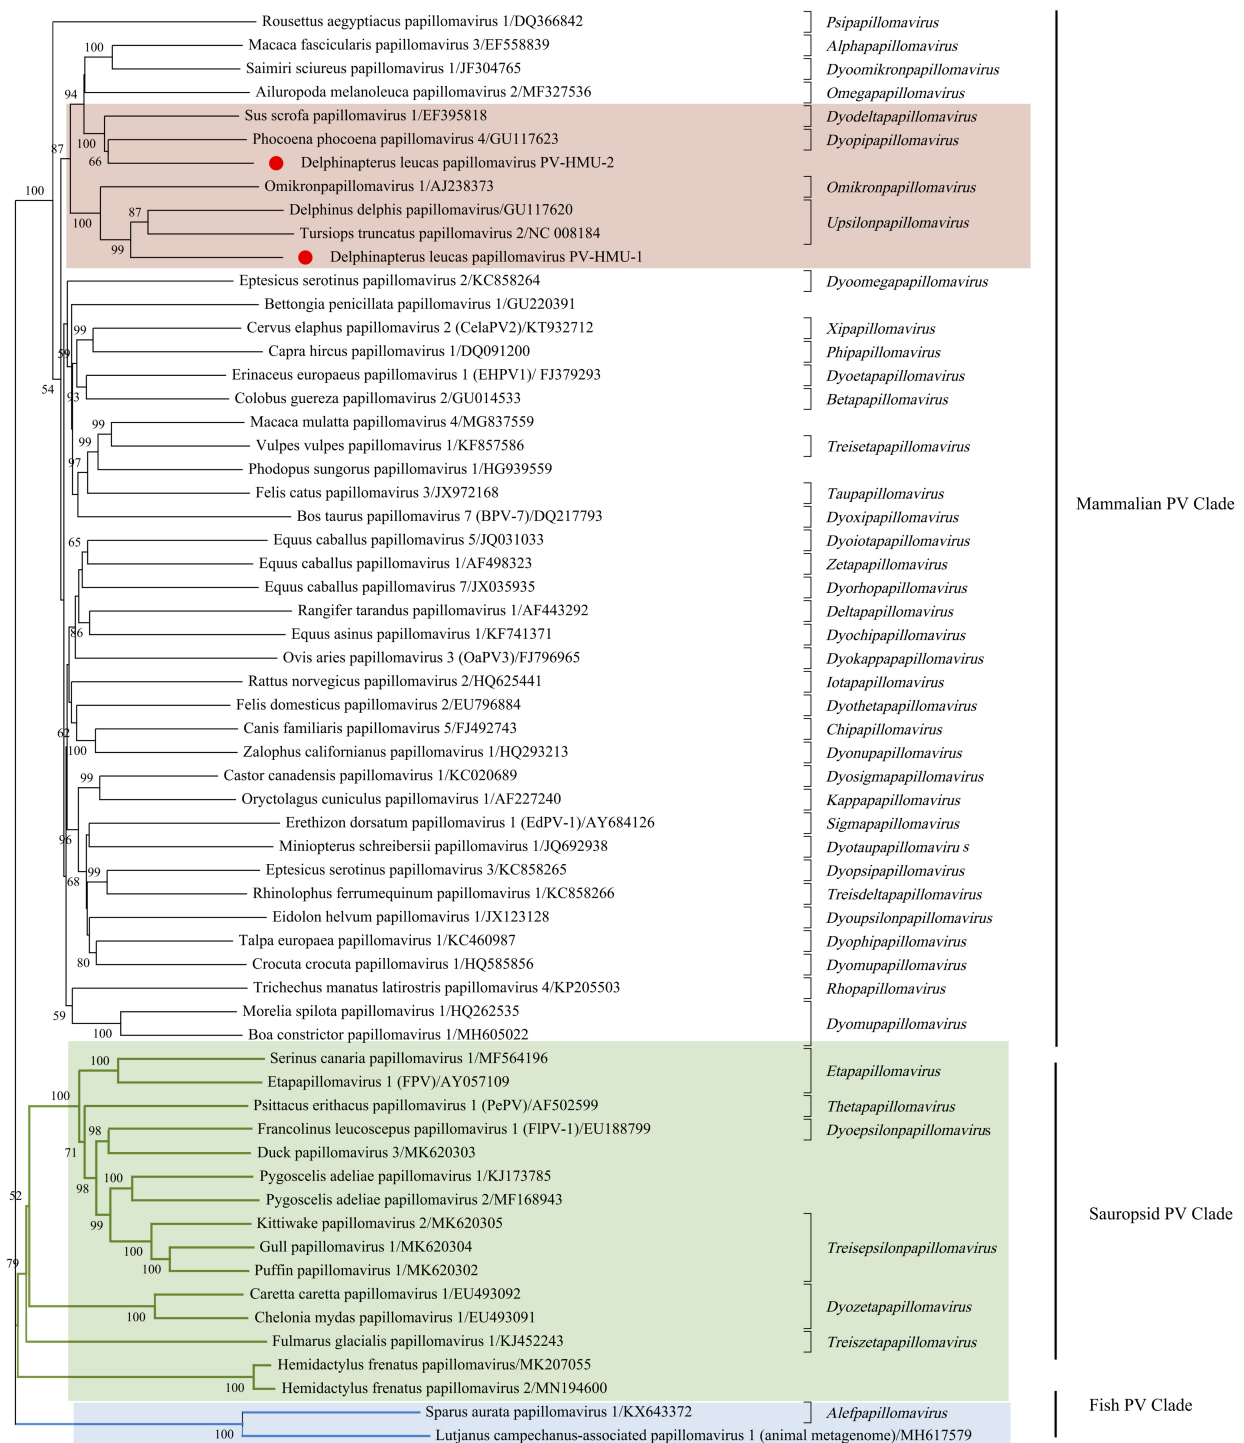 Rousettus aegyptiacus papillomavirus 1/DQ366842 Psipapillomavirus
100 Macaca fascicularis papillomavirus 3/EF558839 Alphapapillomavirus
Saimiri sciureus papillomavirus 1/JF304765 Dyoomikronpapillomavirus
94 Ailuropoda melanoleuca papillomavirus 2/MF327536 Omegapapillomavirus
Sus scrofa papillomavirus 1/EF395818 Dyodeltapapillomavirus
87 100 Phocoena phocoena papillomavirus 4/GU117623 Dyopipapillomavirus
66 Delphinapterus leucas papillomavirus PV-HMU-2
100 Omikronpapillomavirus 1/AJ238373 Omikronpapillomavirus
87 Delphinus delphis papillomavirus/GU117620
100 Upsilonpapillomavirus
Tursiops truncatus papillomavirus 2/NC 008184
99 Delphinapterus leucas papillomavirus PV-HMU-1
Eptesicus serotinus papillomavirus 2/KC858264 Dyoomegapapillomavirus
Bettongia penicillata papillomavirus 1/GU220391
99 Cervus elaphus papillomavirus 2 (CelaPV2)/KT932712 Xipapillomavirus
59 Capra hircus papillomavirus 1/DQ091200 Phipapillomavirus
Erinaceus europaeus papillomavirus 1 (EHPV1)/ FJ379293 Dyoetapapillomavirus
54 93 Colobus guereza papillomavirus 2/GU014533 Betapapillomavirus
99 Macaca mulatta papillomavirus 4/MG837559
99 Vulpes vulpes papillomavirus 1/KF857586 Treisetapapillomavirus
97 Phodopus sungorus papillomavirus 1/HG939559
Felis catus papillomavirus 3/JX972168 Taupapillomavirus
Mammalian PV Clade
Bos taurus papillomavirus 7 (BPV-7)/DQ217793 Dyoxipapillomavirus
65 Equus caballus papillomavirus 5/JQ031033 Dyoiotapapillomavirus
Equus caballus papillomavirus 1/AF498323 Zetapapillomavirus
Equus caballus papillomavirus 7/JX035935 Dyorhopapillomavirus
Rangifer tarandus papillomavirus 1/AF443292 Deltapapillomavirus
86 Equus asinus papillomavirus 1/KF741371 Dyochipapillomavirus
Ovis aries papillomavirus 3 (OaPV3)/FJ796965 Dyokappapapillomavirus
Rattus norvegicus papillomavirus 2/HQ625441 Iotapapillomavirus
Felis domesticus papillomavirus 2/EU796884 Dyothetapapillomavirus
62 Canis familiaris papillomavirus 5/FJ492743 Chipapillomavirus
100 Zalophus californianus papillomavirus 1/HQ293213 Dyonupapillomavirus
99 Castor canadensis papillomavirus 1/KC020689 Dyosigmapapillomavirus
Oryctolagus cuniculus papillomavirus 1/AF227240 Kappapapillomavirus
Erethizon dorsatum papillomavirus 1 (EdPV-1)/AY684126 Sigmapapillomavirus
96 Miniopterus schreibersii papillomavirus 1/JQ692938 Dyotaupapillomaviru s
99 Eptesicus serotinus papillomavirus 3/KC858265 Dyopsipapillomavirus
68 Rhinolophus ferrumequinum papillomavirus 1/KC858266 Treisdeltapapillomavirus
Eidolon helvum papillomavirus 1/JX123128 Dyoupsilonpapillomavirus
Talpa europaea papillomavirus 1/KC460987 Dyophipapillomavirus
80 Crocuta crocuta papillomavirus 1/HQ585856 Dyomupapillomavirus
Trichechus manatus latirostris papillomavirus 4/KP205503 Rhopapillomavirus
59 Morelia spilota papillomavirus 1/HQ262535
Dyomupapillomavirus
100 Boa constrictor papillomavirus 1/MH605022
100 Serinus canaria papillomavirus 1/MF564196
Etapapillomavirus
Etapapillomavirus 1 (FPV)/AY057109
100 Psittacus erithacus papillomavirus 1 (PePV)/AF502599 Thetapapillomavirus
98 Francolinus leucoscepus papillomavirus 1 (FlPV-1)/EU188799 Dyoepsilonpapillomavirus
71 Duck papillomavirus 3/MK620303
100 Pygoscelis adeliae papillomavirus 1/KJ173785
98
52 Pygoscelis adeliae papillomavirus 2/MF168943
Sauropsid PV Clade
99 Kittiwake papillomavirus 2/MK620305
100 Gull papillomavirus 1/MK620304 Treisepsilonpapillomavirus
79 100 Puffin papillomavirus 1/MK620302
Caretta caretta papillomavirus 1/EU493092
Dyozetapapillomavirus
100 Chelonia mydas papillomavirus 1/EU493091
Fulmarus glacialis papillomavirus 1/KJ452243 Treiszetapapillomavirus
Hemidactylus frenatus papillomavirus/MK207055
100 Hemidactylus frenatus papillomavirus 2/MN194600
Fish PV Clade
Sparus aurata papillomavirus 1/KX643372 Alefpapillomavirus
100 Lutjanus campechanus-associated papillomavirus 1 (animal metagenome)/MH617579